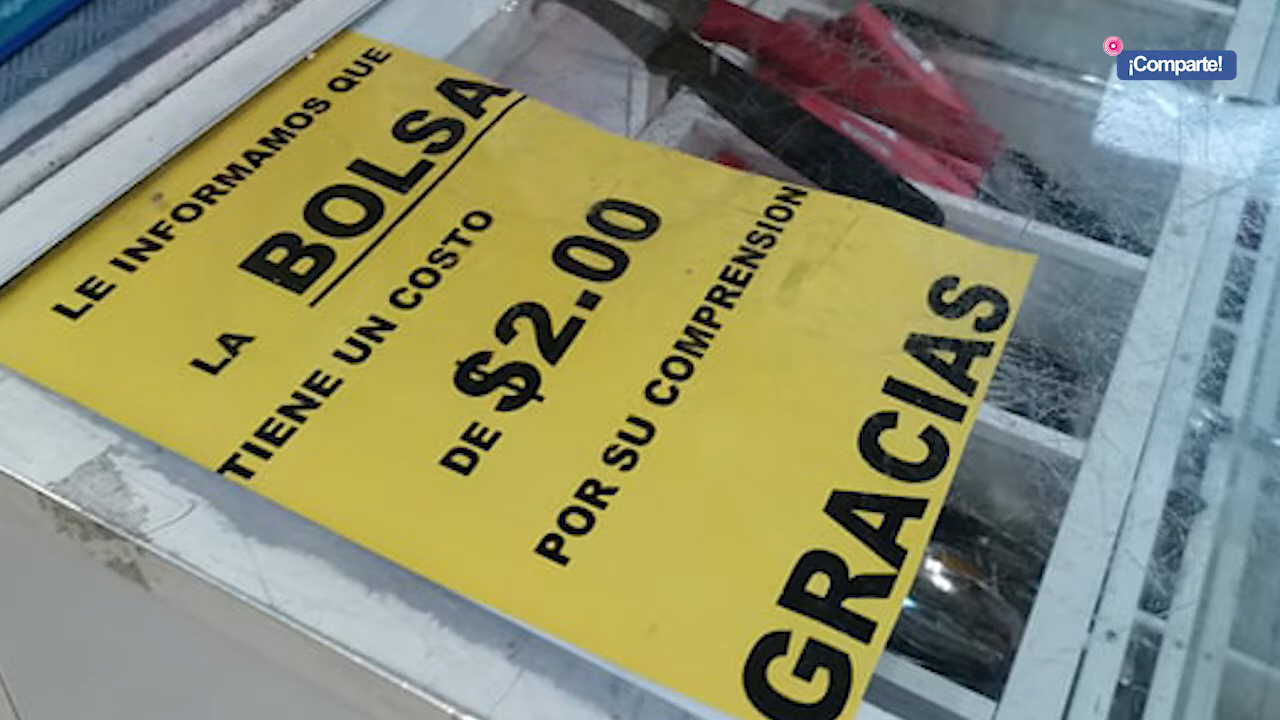 LE INFORMAMOS QUE
LA BOLSA
TIENE UN COSTO
DE $2.00
POR SU COMPRENSION
GRACIAS
¡Comparte!